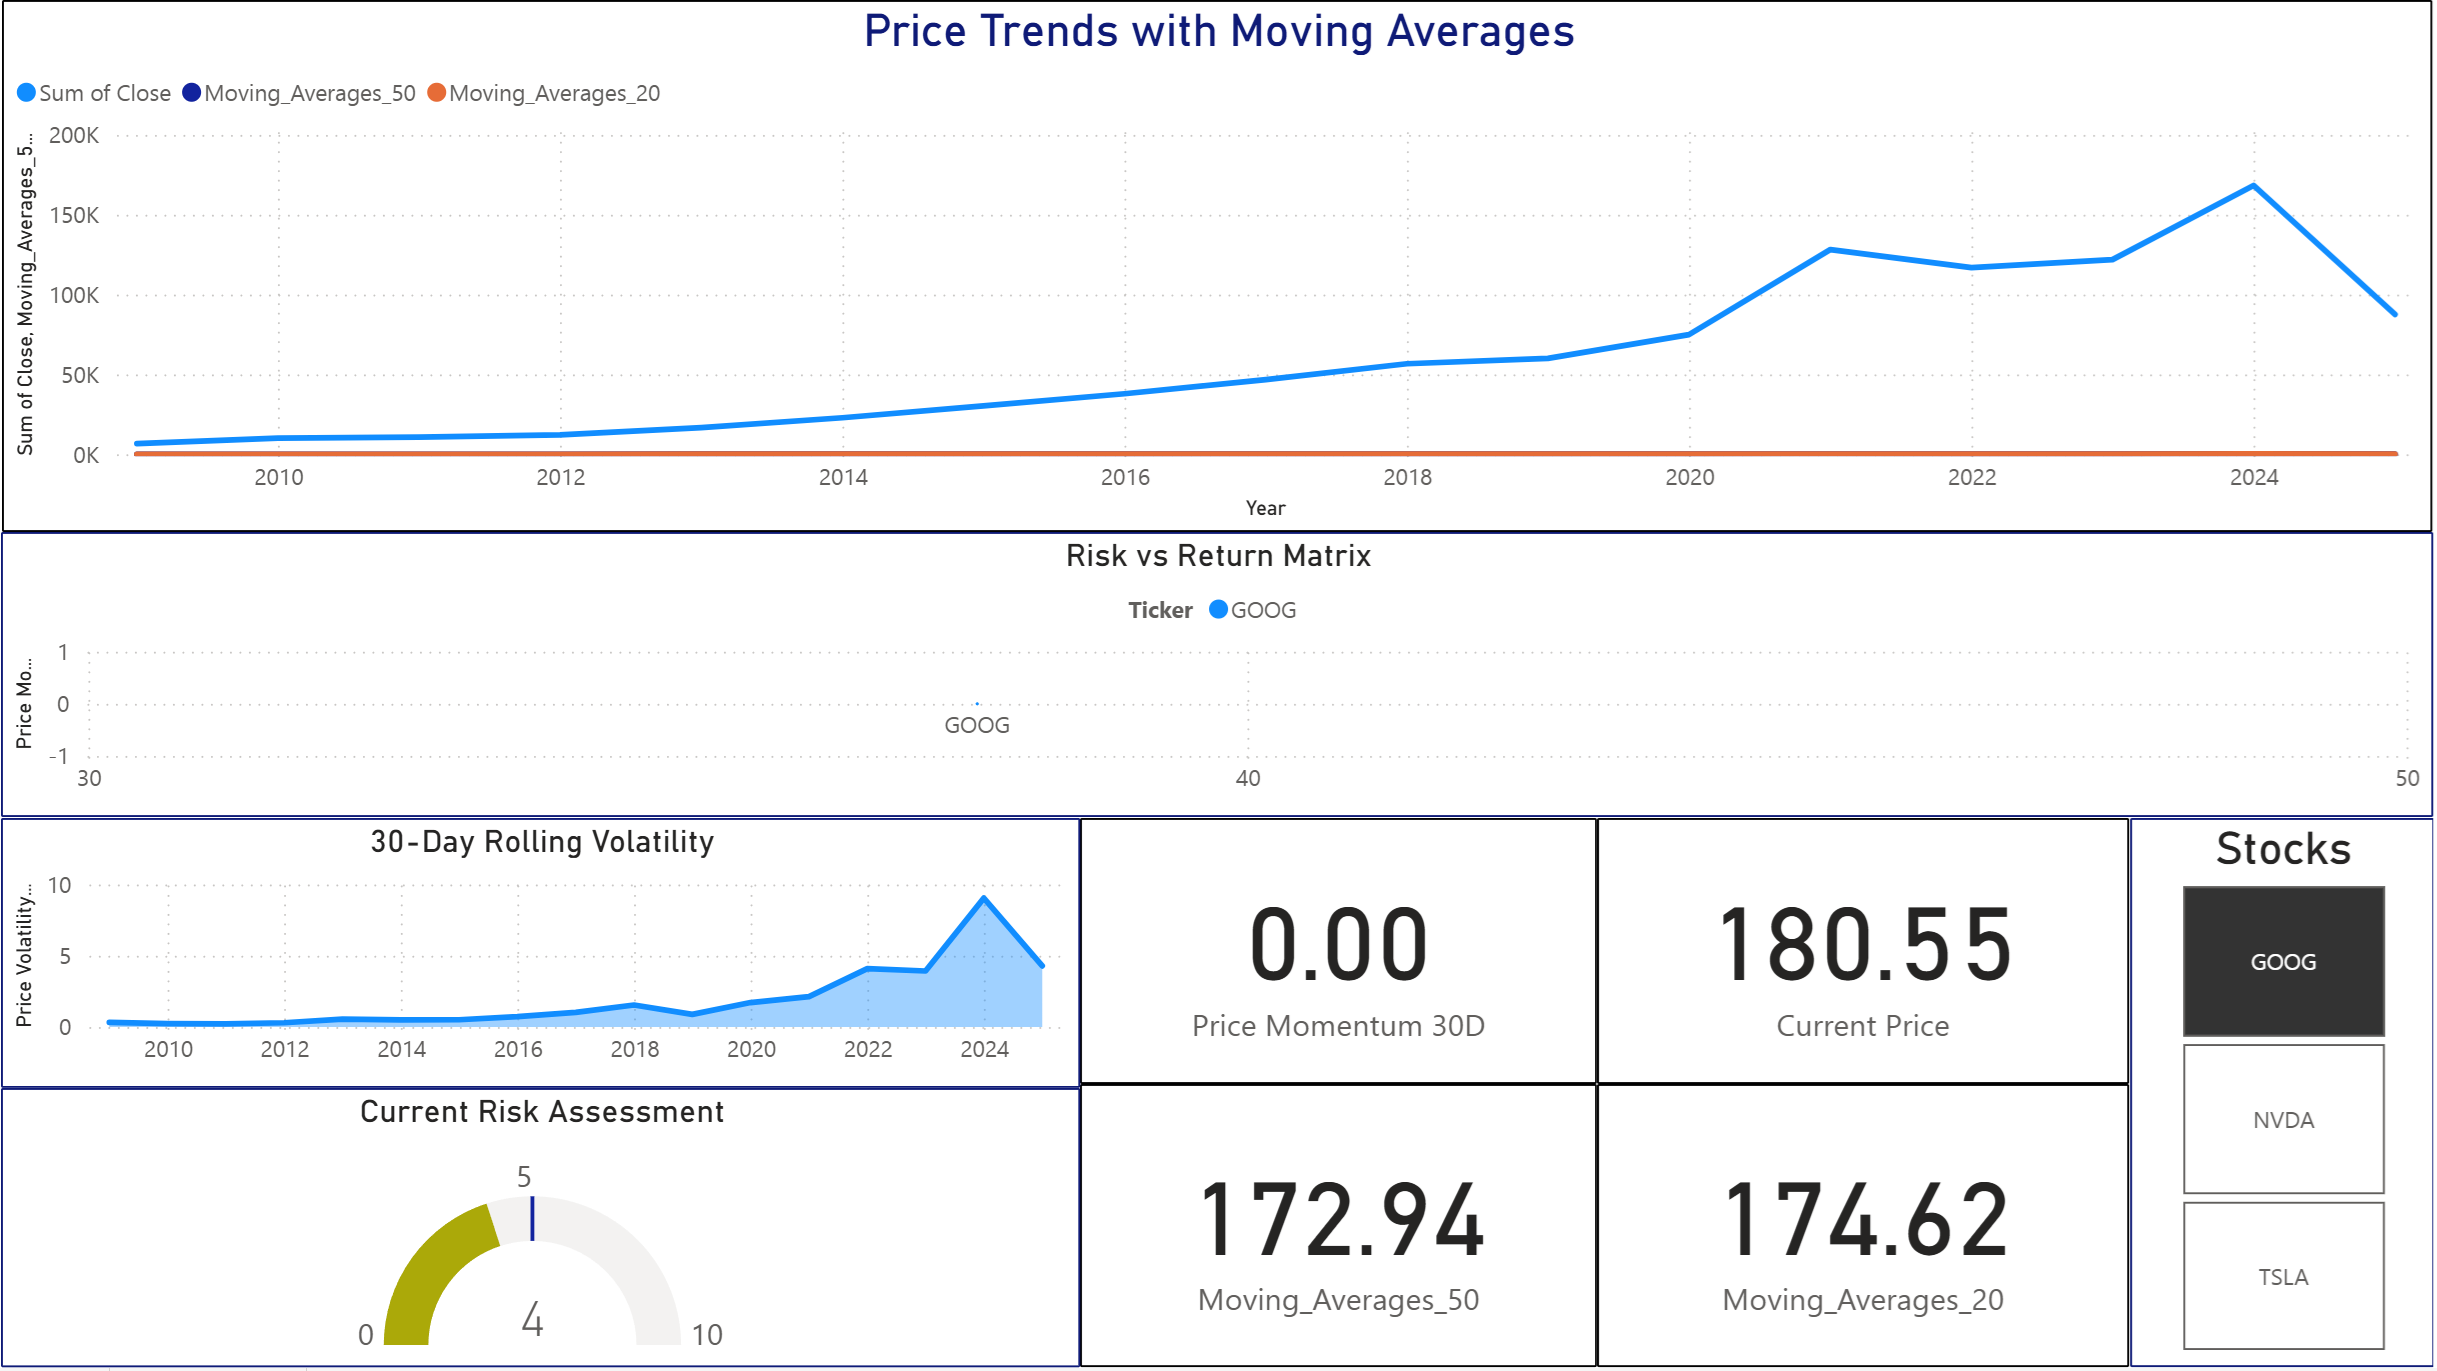 Price Trends with Moving Averages
Sum of Close Moving_Averages_50 Moving_Averages_20
Sum of Close, Moving_Averages_5...
200K
150K
100K
50K
0K
2010 2012 2014 2016 2018 2020 2022 2024
Year
Risk vs Return Matrix
Ticker GOOG
Price Mo...
1
0
-1
GOOG
30 40 50
30-Day Rolling Volatility
Price Volatility...
10
5
0
2010 2012 2014 2016 2018 2020 2022 2024
Current Risk Assessment
5
0 4 10
0.00
Price Momentum 30D
180.55
Current Price
172.94
Moving_Averages_50
174.62
Moving_Averages_20
Stocks
GOOG
NVDA
TSLA